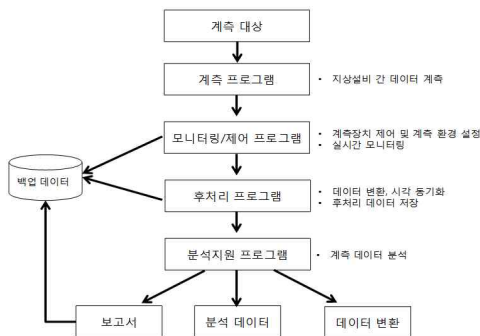 계측 대상
계측 프로그램
• 지상설비 간 데이터 계측
모니터링/제어 프로그램
• 계측장치 제어 및 계측 환경 설정
• 실시간 모니터링
백업 데이터
후처리 프로그램
• 데이터 변환, 시각 동기화
• 후처리 데이터 저장
분석지원 프로그램
• 계측 데이터 분석
보고서
분석 데이터
데이터 변환